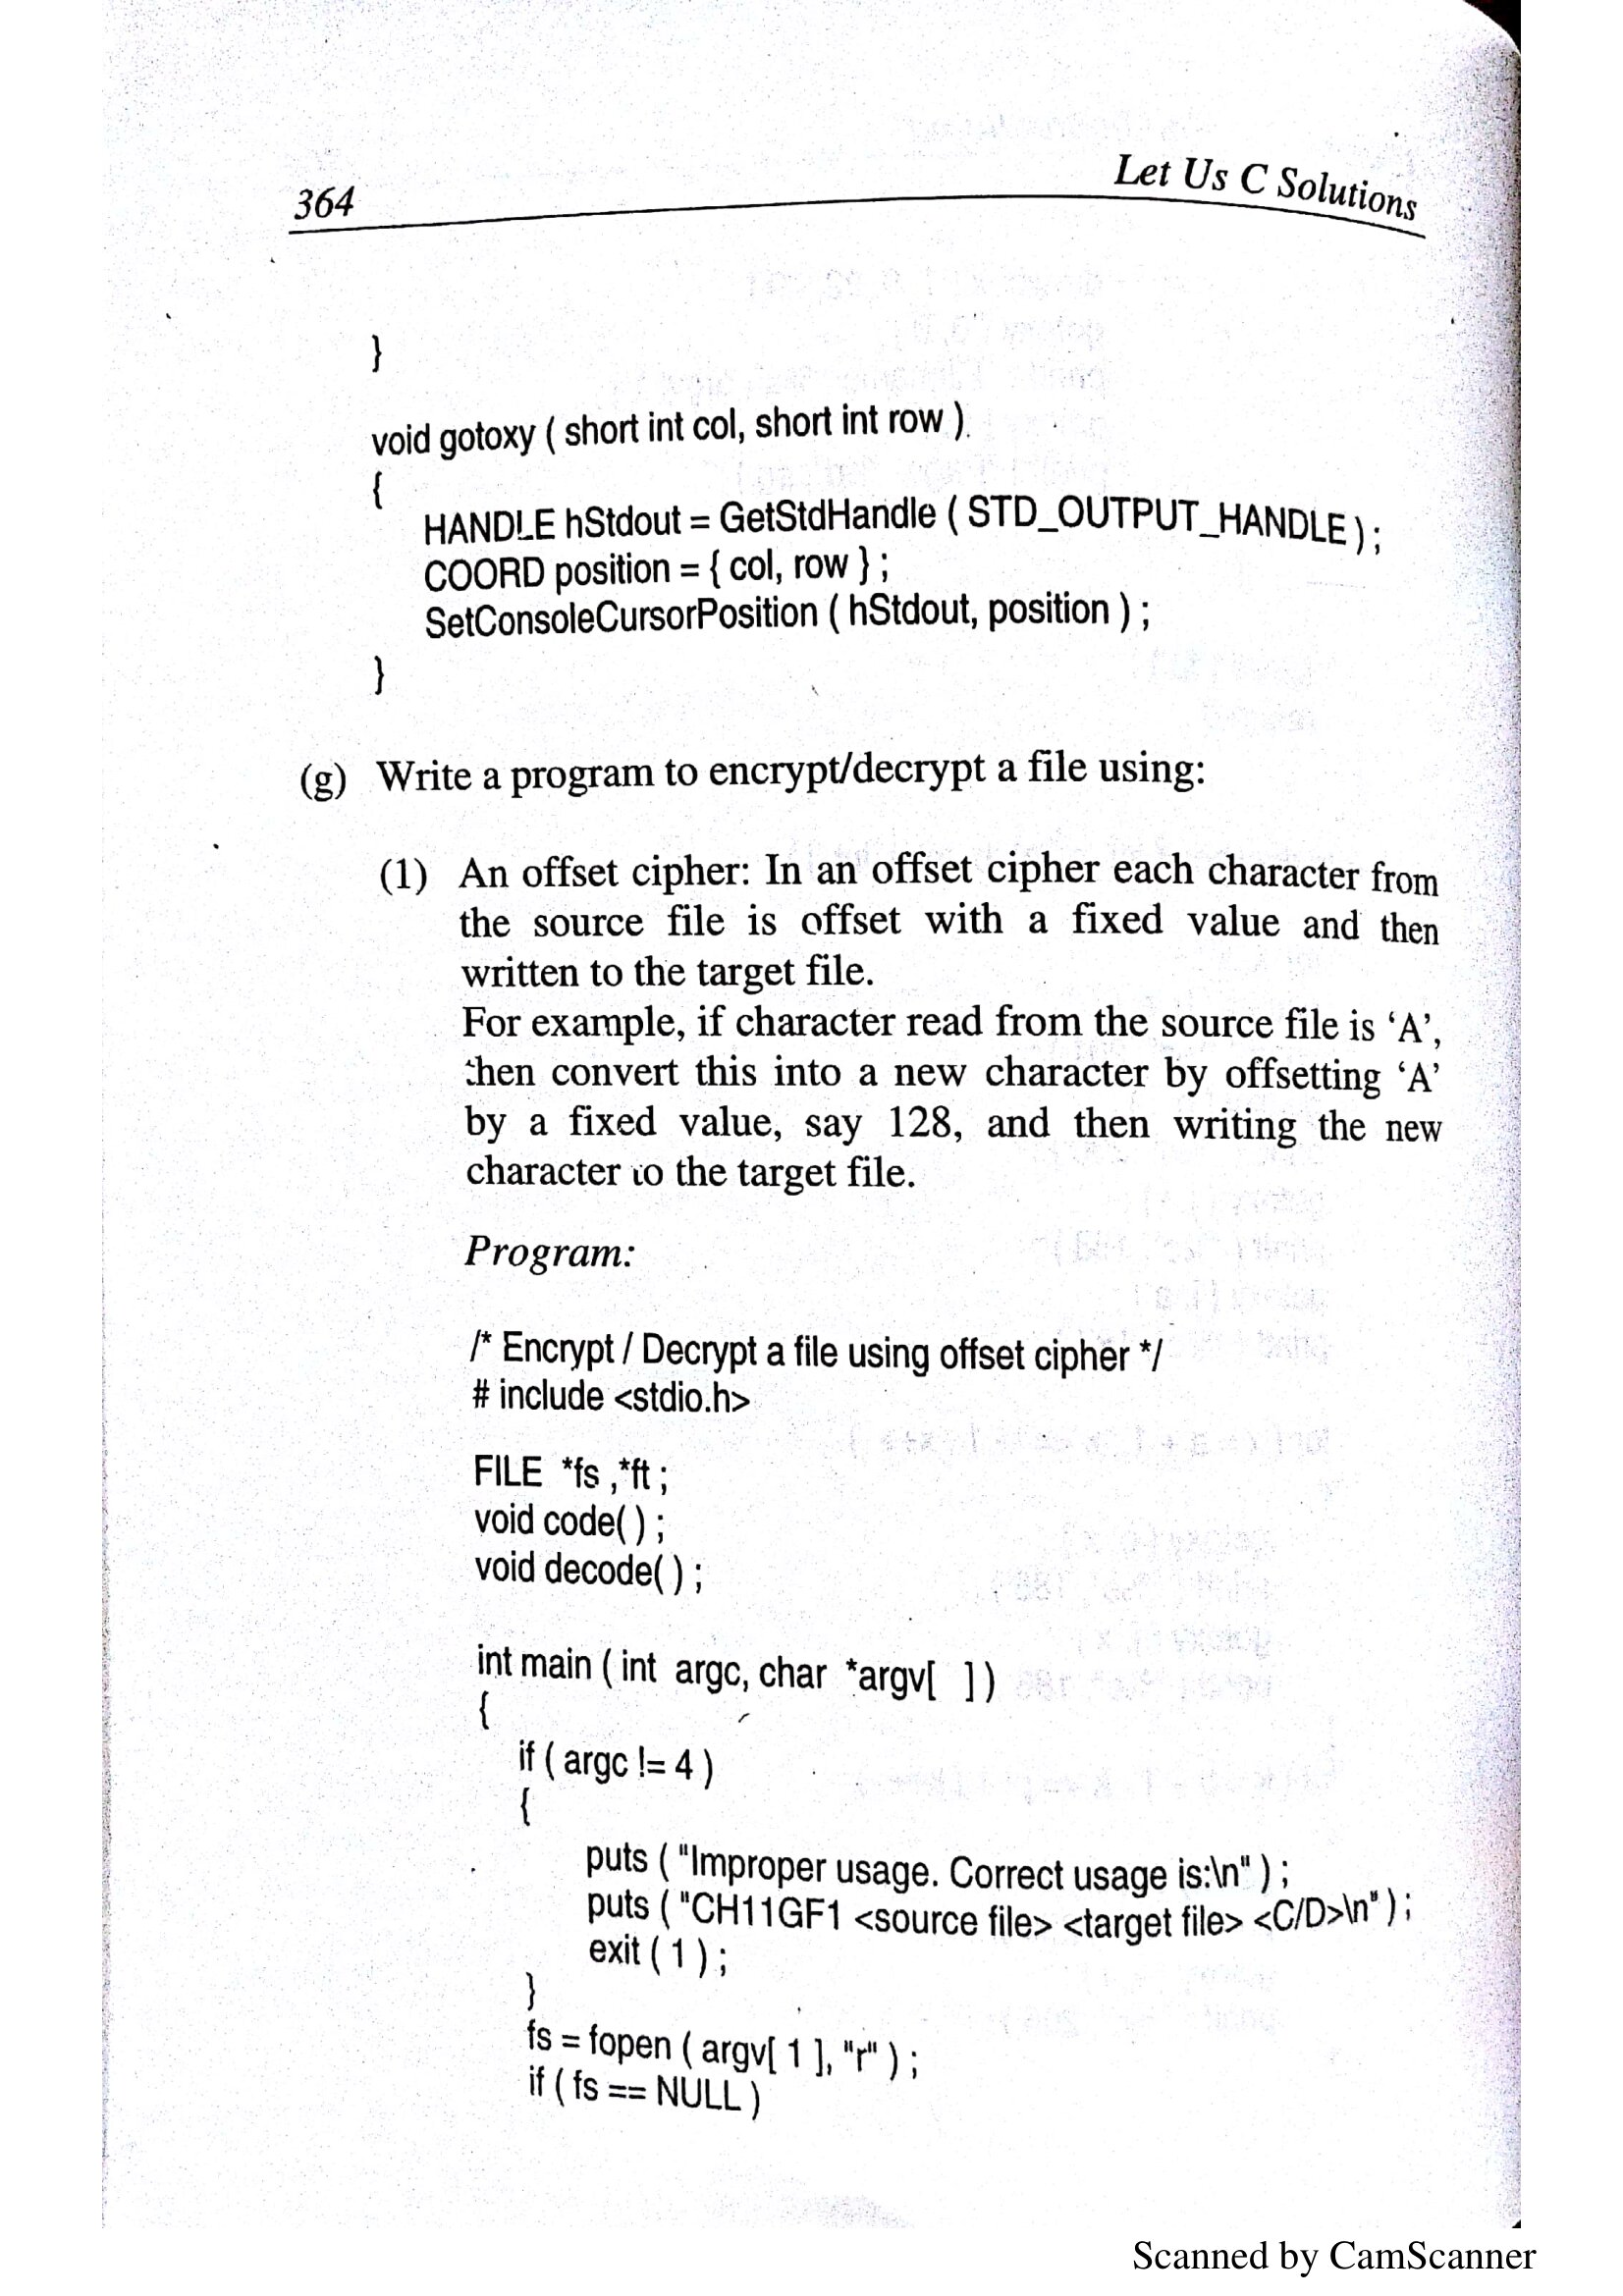 364
Let Us C Solutions
}
void gotoxy ( short int col, short int row )
{
HANDLE hStdout = GetStdHandle ( STD_OUTPUT_HANDLE ) ;
COORD position = { col, row } ;
SetConsoleCursorPosition ( hStdout, position ) ;
}
(g) Write a program to encrypt/decrypt a file using:
(1) An offset cipher: In an offset cipher each character from
the source file is offset with a fixed value and then
written to the target file.
For example, if character read from the source file is ‘A’,
then convert this into a new character by offsetting ‘A’
by a fixed value, say 128, and then writing the new
character to the target file.
Program:
/* Encrypt / Decrypt a file using offset cipher */
# include <stdio.h>
FILE *fs ,*ft ;
void code( ) ;
void decode( ) ;
int main ( int argc, char *argv[ ] )
{
if ( argc != 4 )
{
puts ( "Improper usage. Correct usage is:\n" ) ;
puts ( "CH11GF1 <source file> <target file> <C/D>\n" ) ;
exit ( 1 ) ;
}
fs = fopen ( argv[ 1 ], "r" ) ;
if ( fs == NULL )
Scanned by CamScanner